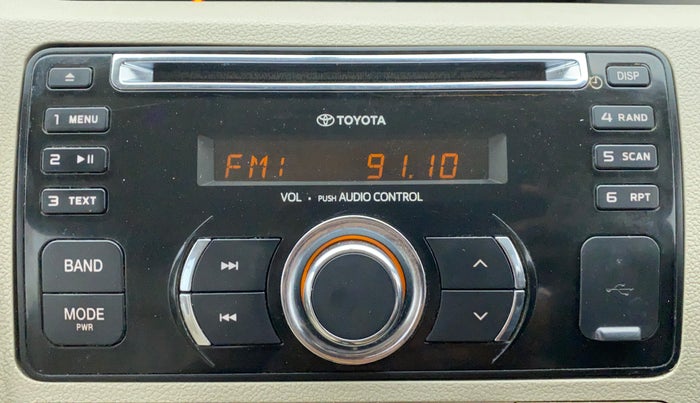 DISP
1 MENU
TOYOTA
4 RAND
2
FM1 91.10
5 SCAN
3 TEXT
VOL • PUSH AUDIO CONTROL
6 RPT
BAND
MODE
PWR